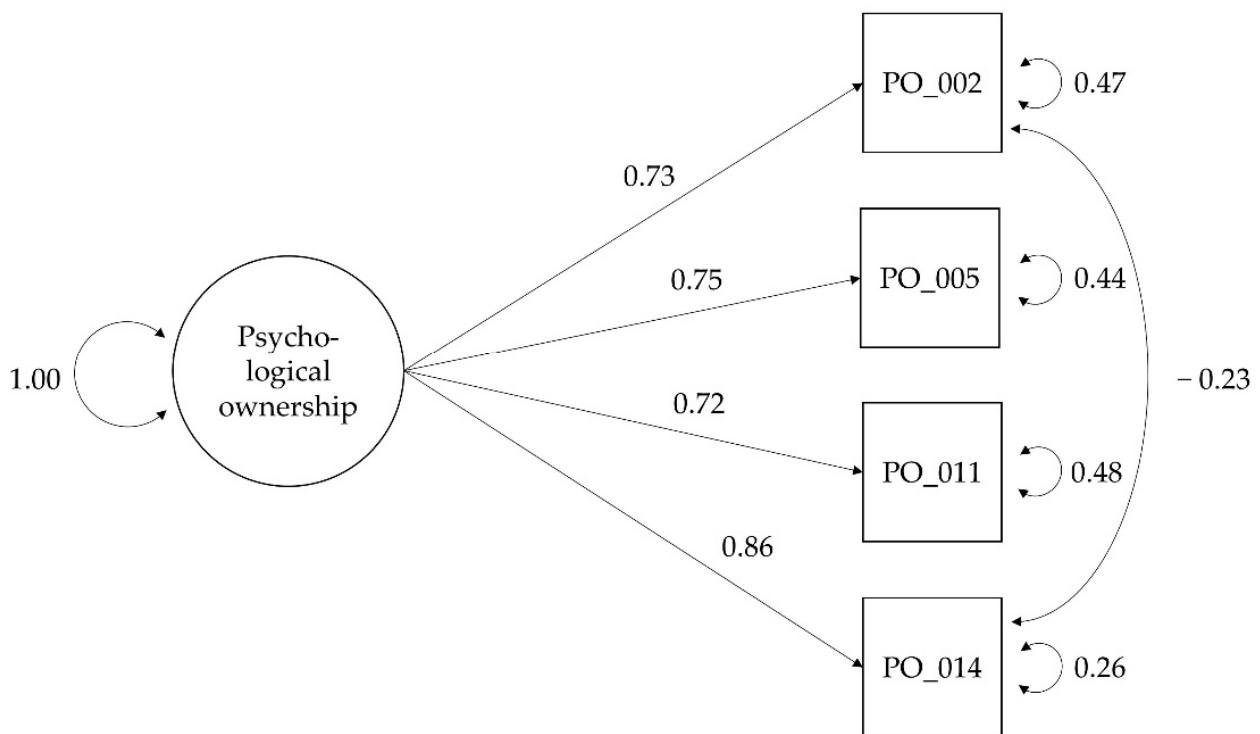 PO_002
0.47
0.73
PO_005
0.44
0.75
Psycho-
logical
ownership
1.00
− 0.23
0.72
PO_011
0.48
0.86
PO_014
0.26